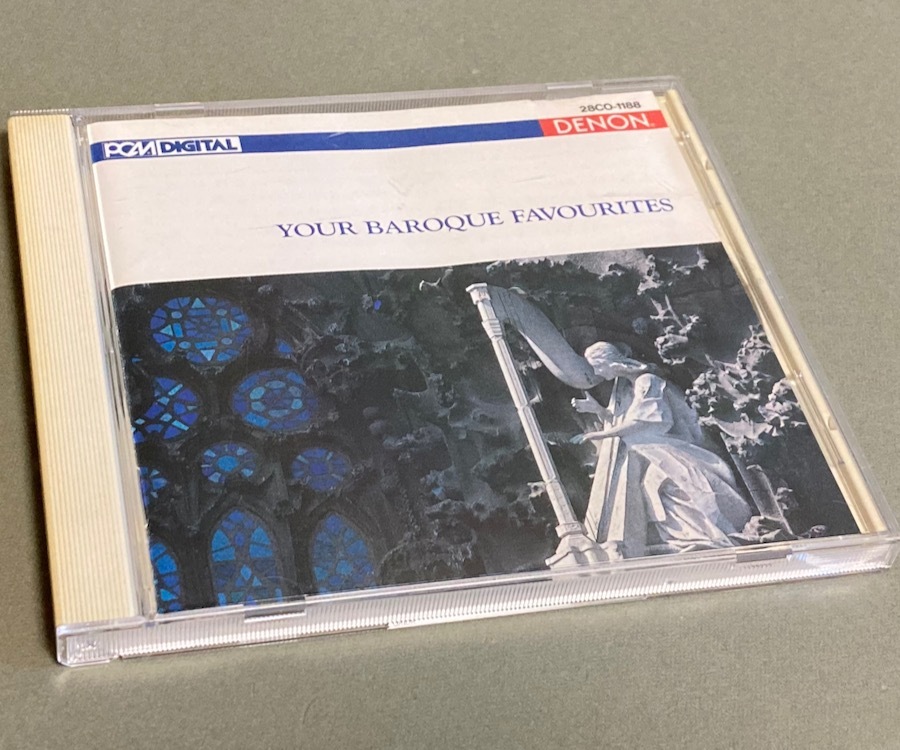 28CO-1188
PCM DIGITAL
DENON®
YOUR BAROQUE FAVOURITES